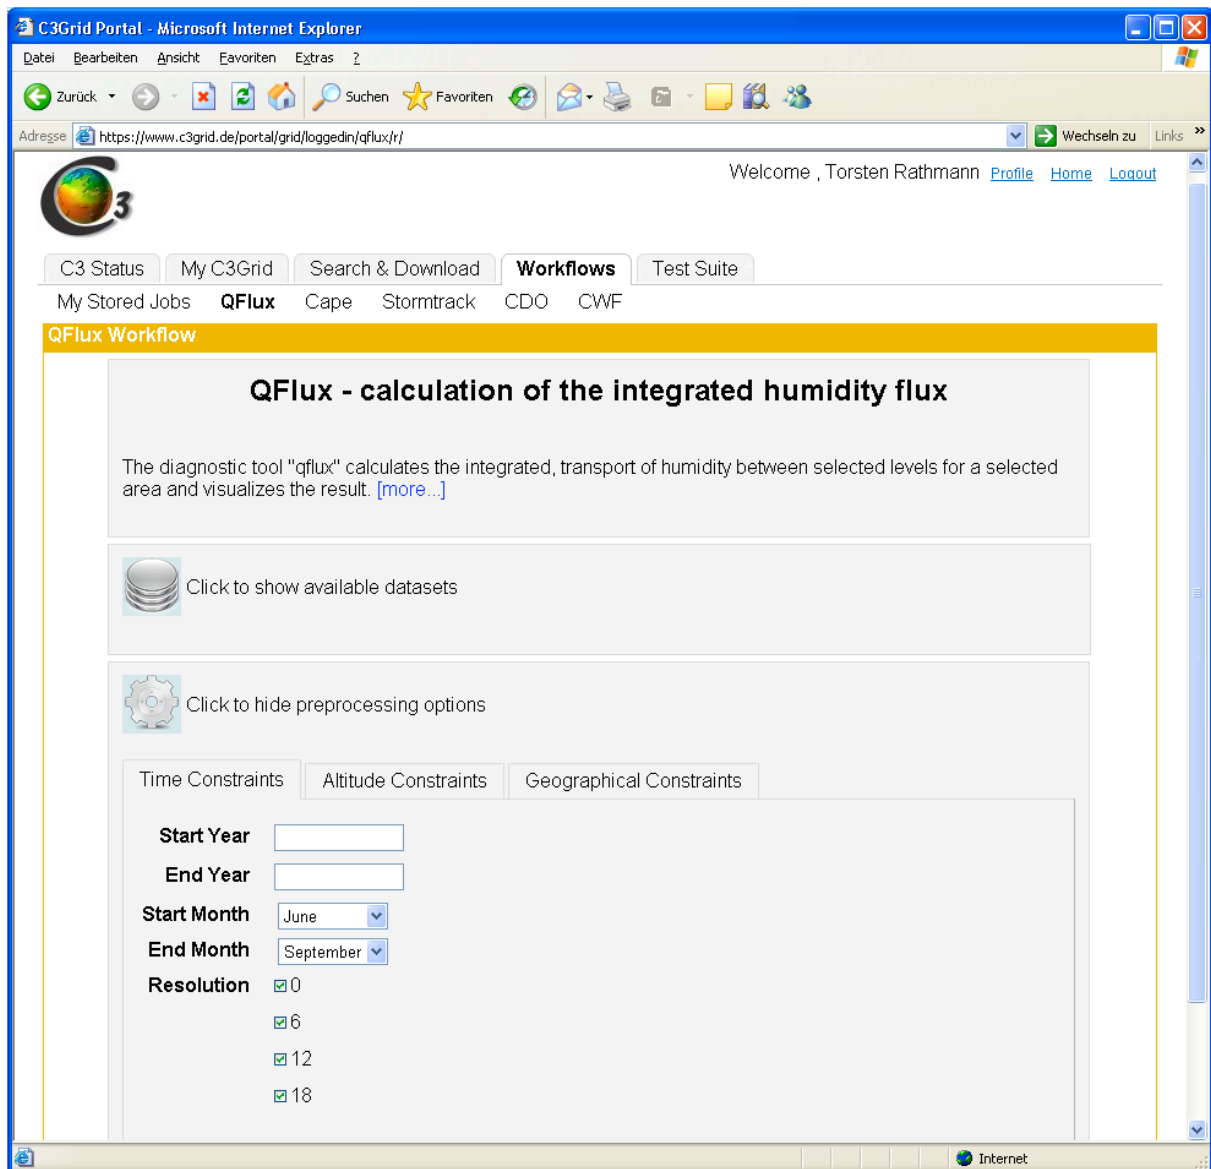 C3Grid Portal - Microsoft Internet Explorer
Datei Bearbeiten Ansicht Favoriten Extras ?
Zurück Suchen Favoriten
Adresse https://www.c3grid.de/portal/grid/loggedin/qflux/r/ Wechseln zu Links »
C3 Welcome , Torsten Rathmann Profile Home Logout
C3 Status My C3Grid Search & Download Workflows Test Suite
My Stored Jobs QFlux Cape Stormtrack CDO CWF
QFlux Workflow
QFlux - calculation of the integrated humidity flux
The diagnostic tool "qflux" calculates the integrated, transport of humidity between selected levels for a selected
area and visualizes the result. [more...]
Click to show available datasets
Click to hide preprocessing options
Time Constraints Altitude Constraints Geographical Constraints
Start Year
End Year
Start Month June
End Month September
Resolution 0
6
12
18
Internet